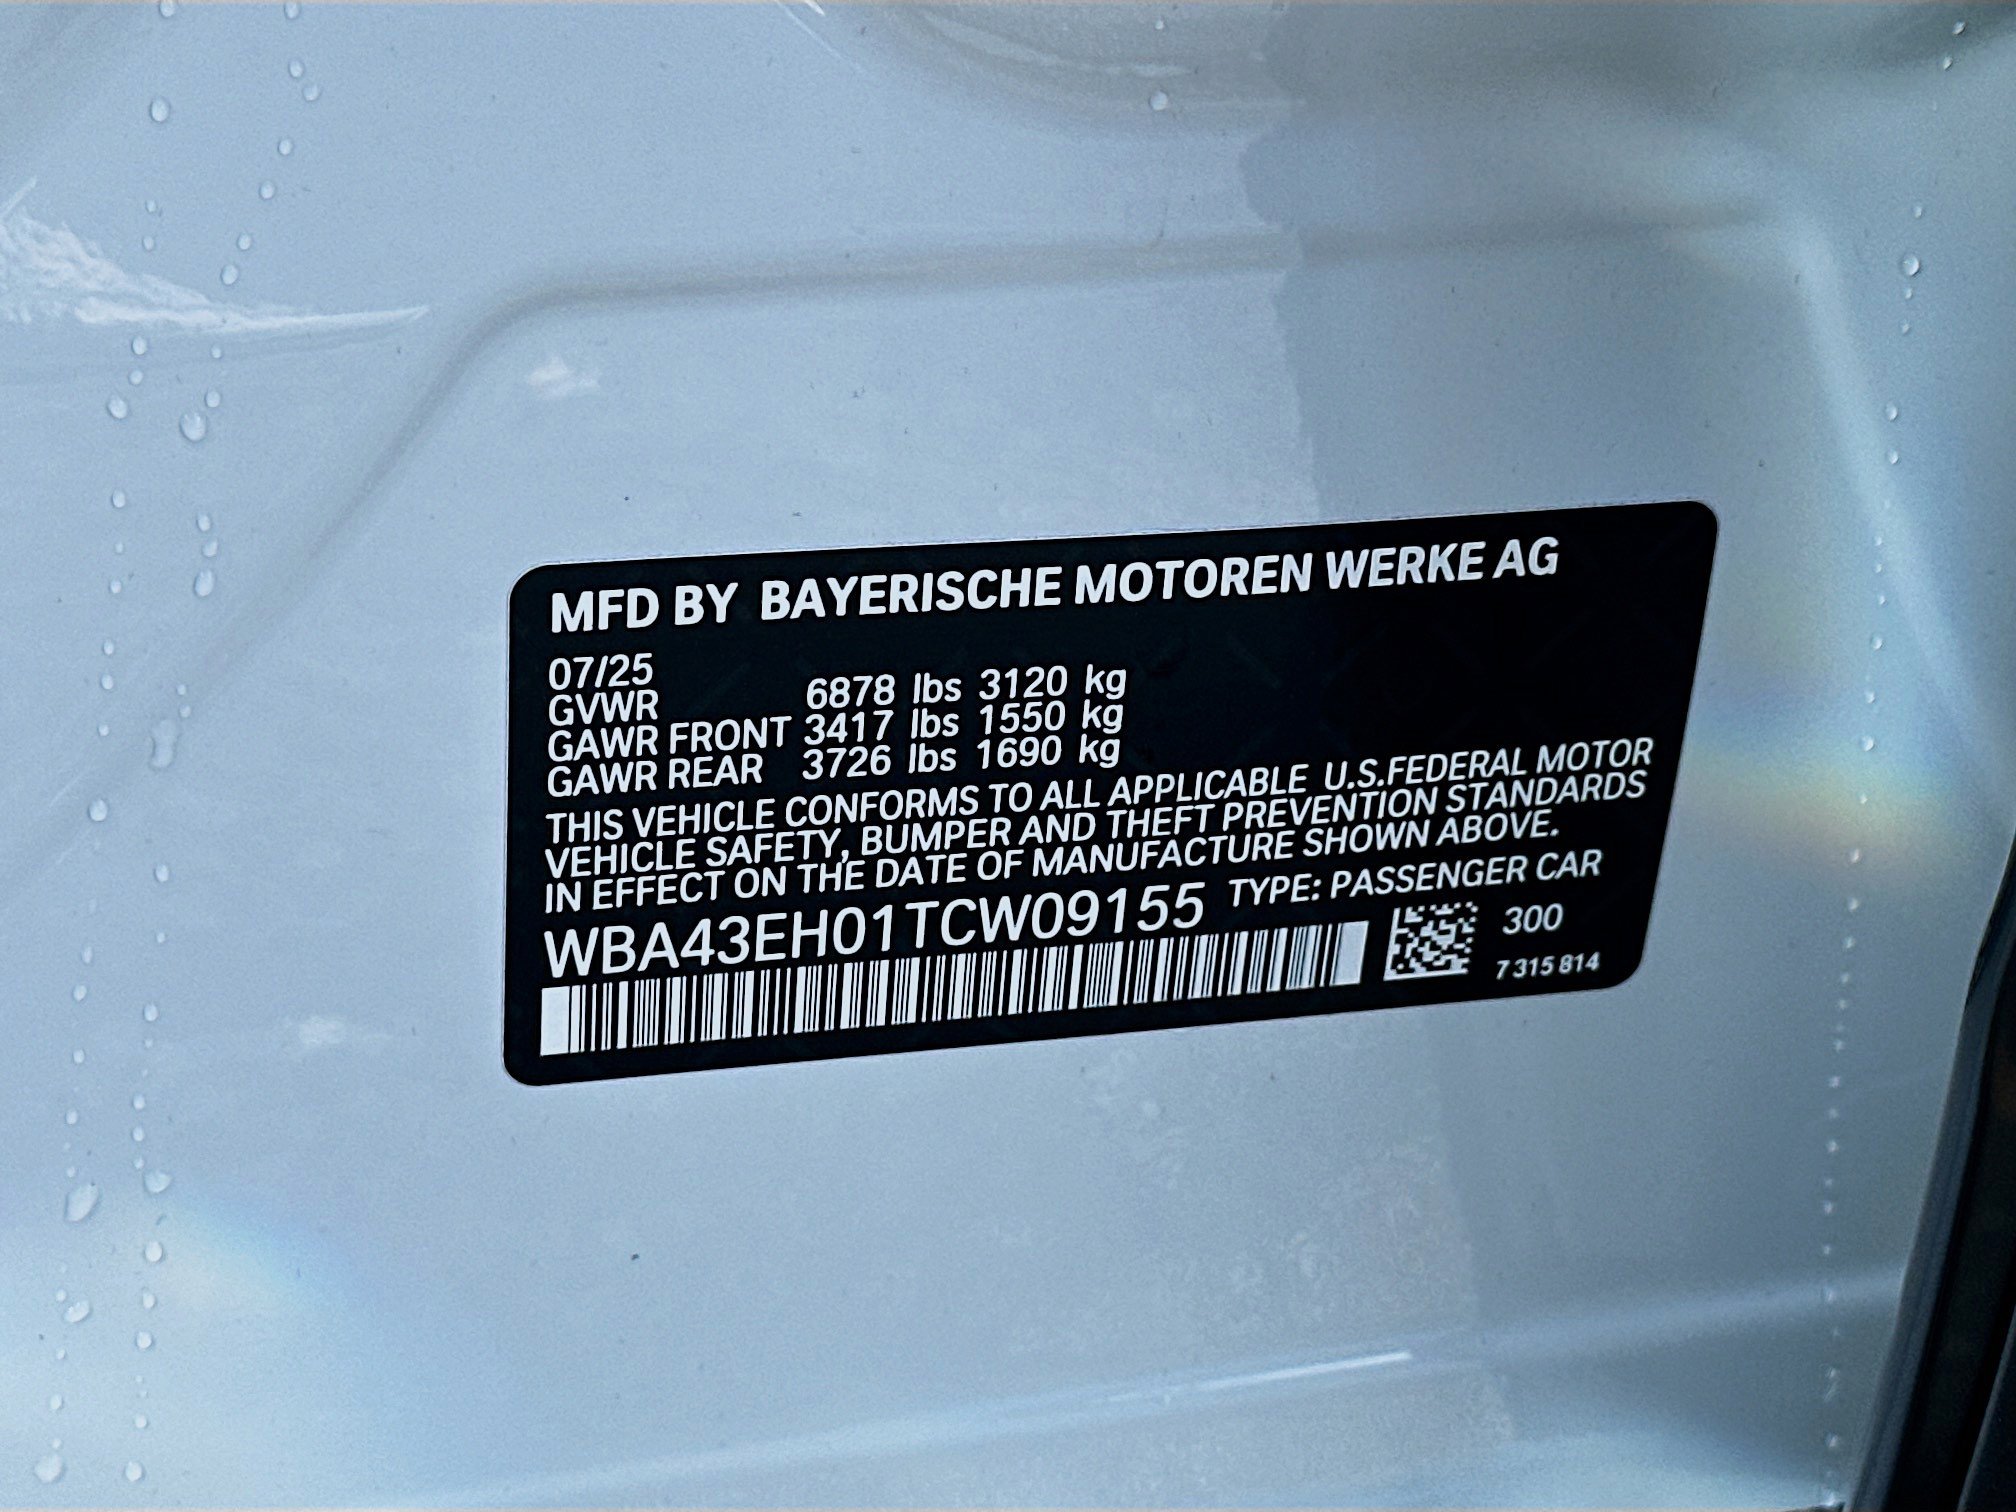 MFD BY BAYERISCHE MOTOREN WERKE AG
07/25
GVWR 6878 lbs 3120 kg
GAWR FRONT 3417 lbs 1550 kg
GAWR REAR 3726 lbs 1690 kg
THIS VEHICLE CONFORMS TO ALL APPLICABLE U.S.FEDERAL MOTOR
VEHICLE SAFETY, BUMPER AND THEFT PREVENTION STANDARDS
IN EFFECT ON THE DATE OF MANUFACTURE SHOWN ABOVE.
WBA43EH01TCW09155 TYPE: PASSENGER CAR
300
7 315 814